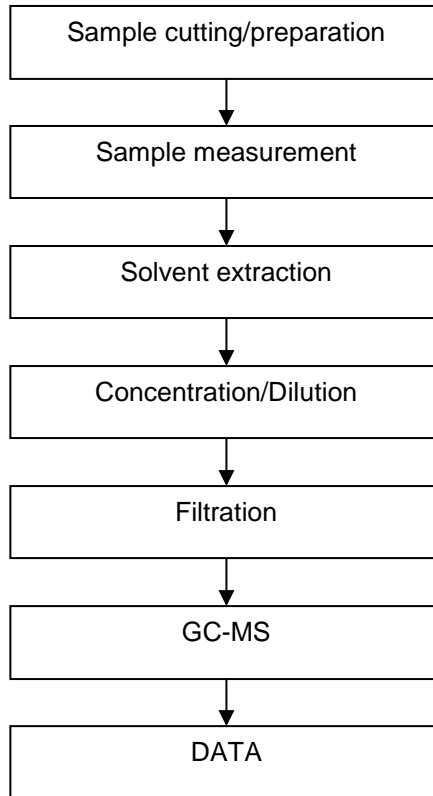 Sample cutting/preparation
Sample measurement
Solvent extraction
Concentration/Dilution
Filtration
GC-MS
DATA